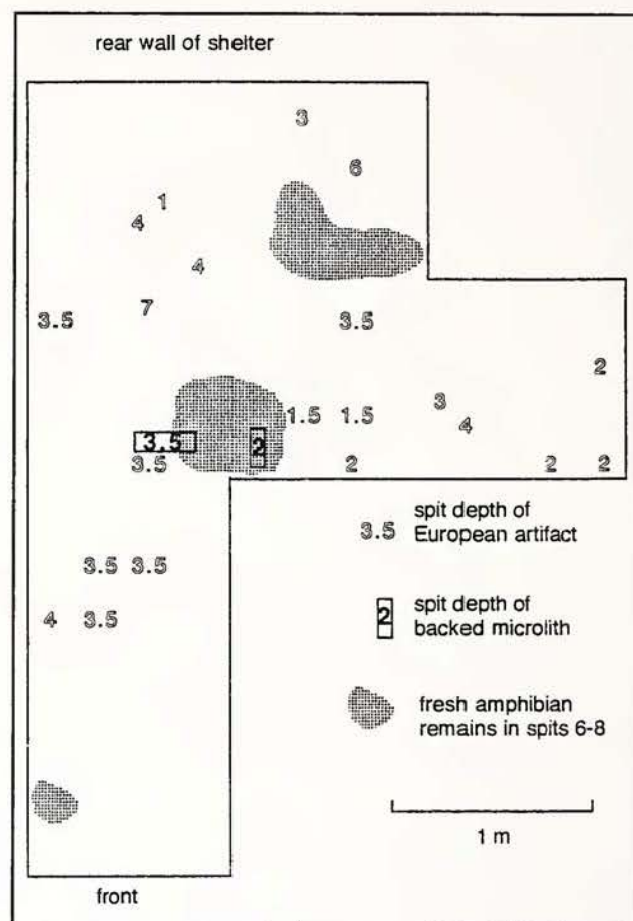 rear wall of shelter
3
6
1
4
4
7
3.5 3.5
2
3
1.5 1.5
4
3.5 2
3.5 2 2 2
3.5 spit depth of
European artifact
3.5 3.5
2 spit depth of
backed microlith
4 3.5
fresh amphibian
remains in spits 6-8
1 m
front